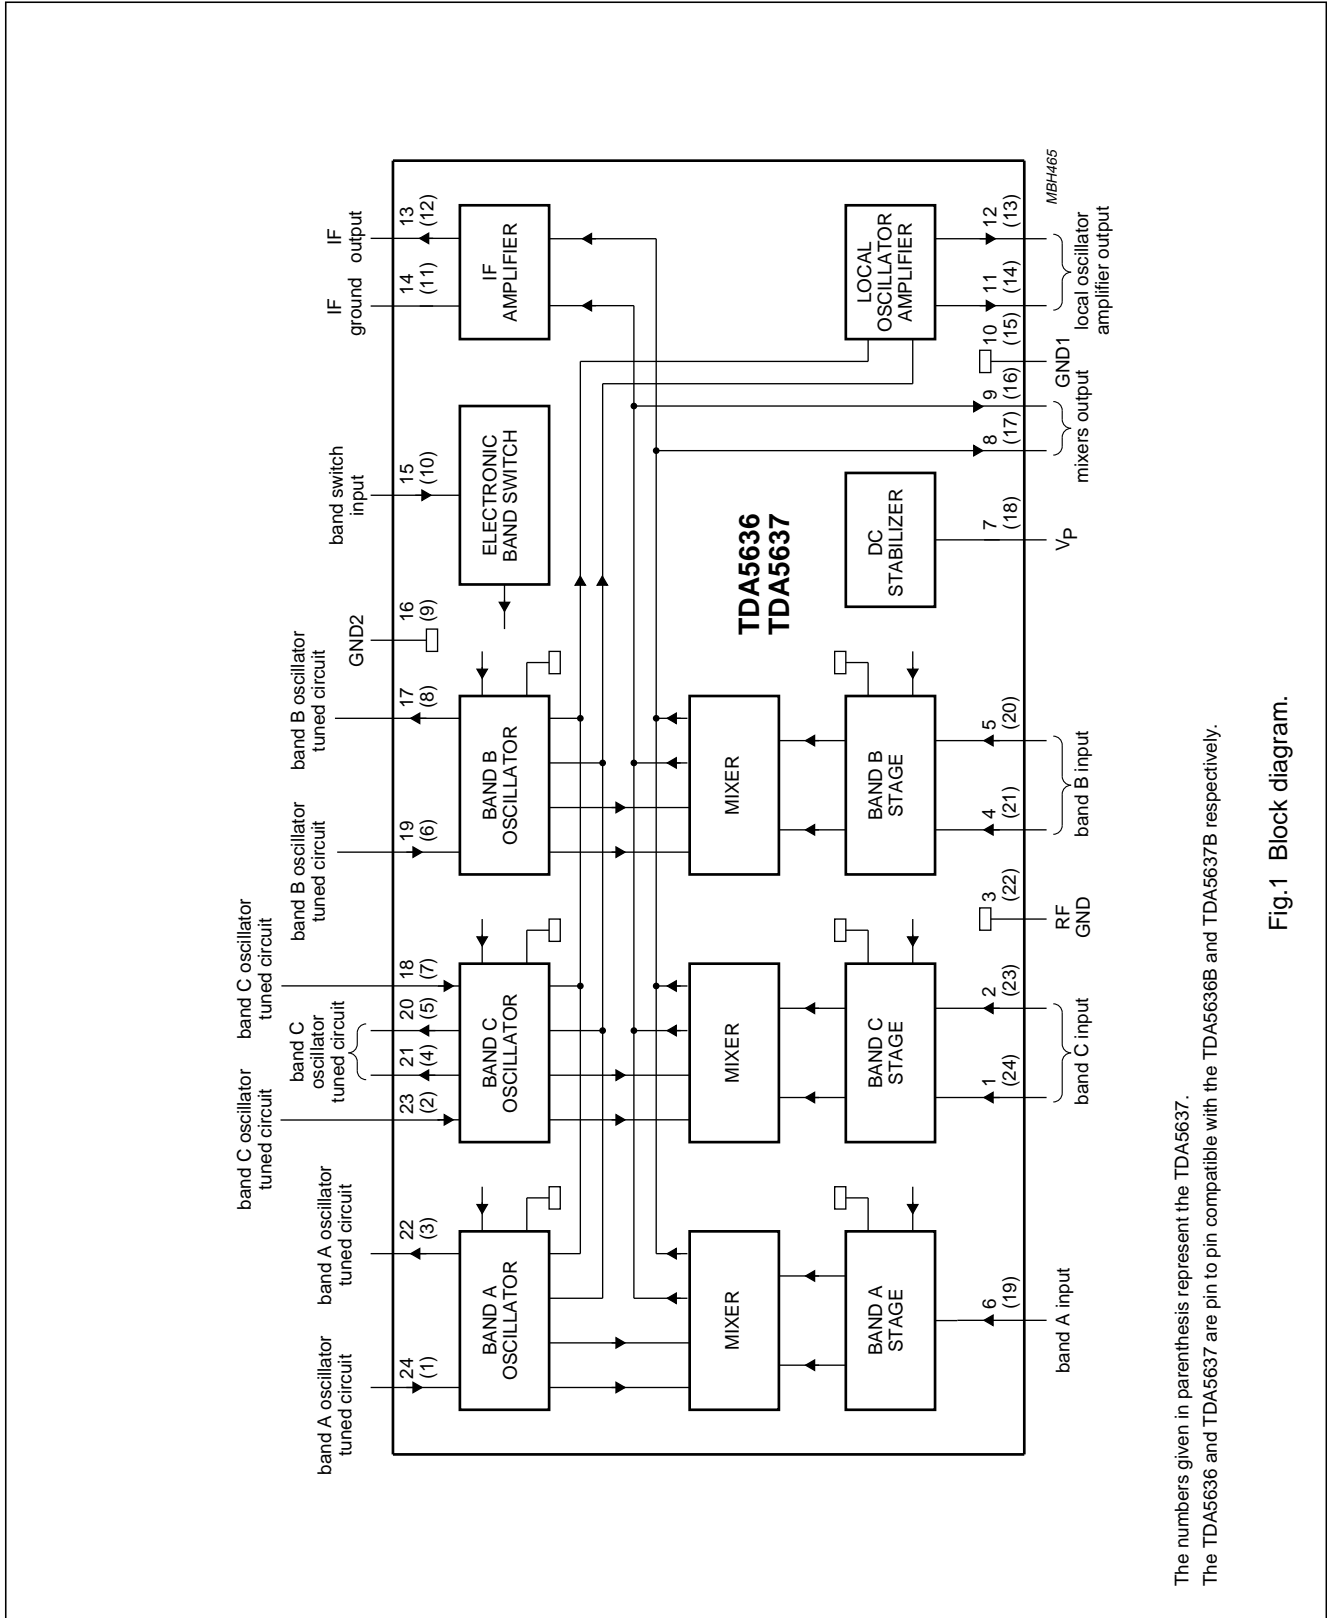 band A oscillator
tuned circuit
band A oscillator
tuned circuit
band C oscillator
tuned circuit
band C
oscillator
tuned circuit
band C oscillator
tuned circuit
band B oscillator
tuned circuit
band B oscillator
tuned circuit
GND2
band switch
input
IF
ground
IF
output
24
(1)
22
(3)
23
(2)
21
(4)
20
(5)
18
(7)
19
(6)
17
(8)
16
(9)
15
(10)
14
(11)
13
(12)
BAND A
OSCILLATOR
BAND C
OSCILLATOR
BAND B
OSCILLATOR
ELECTRONIC
BAND SWITCH
IF
AMPLIFIER
MIXER
MIXER
MIXER
TDA5636
TDA5637
BAND A
STAGE
BAND C
STAGE
BAND B
STAGE
DC
STABILIZER
LOCAL
OSCILLATOR
AMPLIFIER
6
(19)
1
(24)
2
(23)
3
(22)
4
(21)
5
(20)
7
(18)
8
(17)
9
(16)
10
(15)
11
(14)
12
(13)
band A input
band C input
RF
GND
band B input
VP
mixers output
GND1
local oscillator
amplifier output
MBH465
The numbers given in parenthesis represent the TDA5637.
The TDA5636 and TDA5637 are pin to pin compatible with the TDA5636B and TDA5637B respectively.
Fig.1 Block diagram.